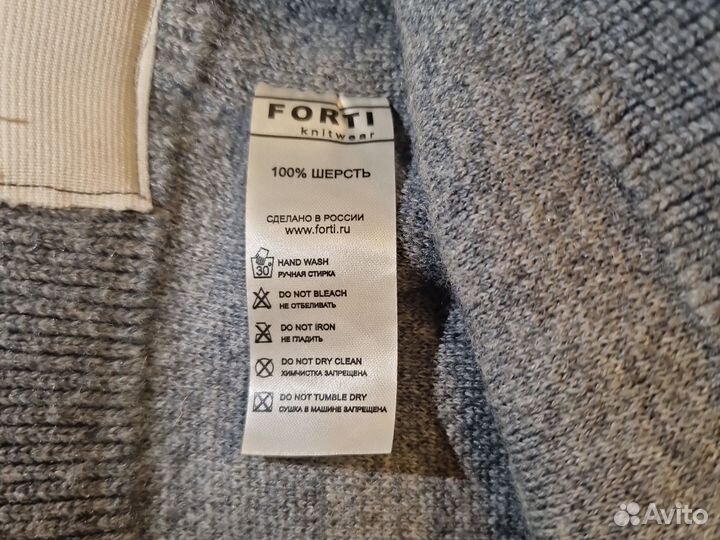 FORTI
knitwear
100% ШЕРСТЬ
СДЕЛАНО В РОССИИ
www.forti.ru
30°
HAND WASH
РУЧНАЯ СТИРКА
DO NOT BLEACH
НЕ ОТБЕЛИВАТЬ
DO NOT IRON
НЕ ГЛАДИТЬ
DO NOT DRY CLEAN
ХИМЧИСТКА ЗАПРЕЩЕНА
DO NOT TUMBLE DRY
СУШКА В МАШИНЕ ЗАПРЕЩЕНА
Avito